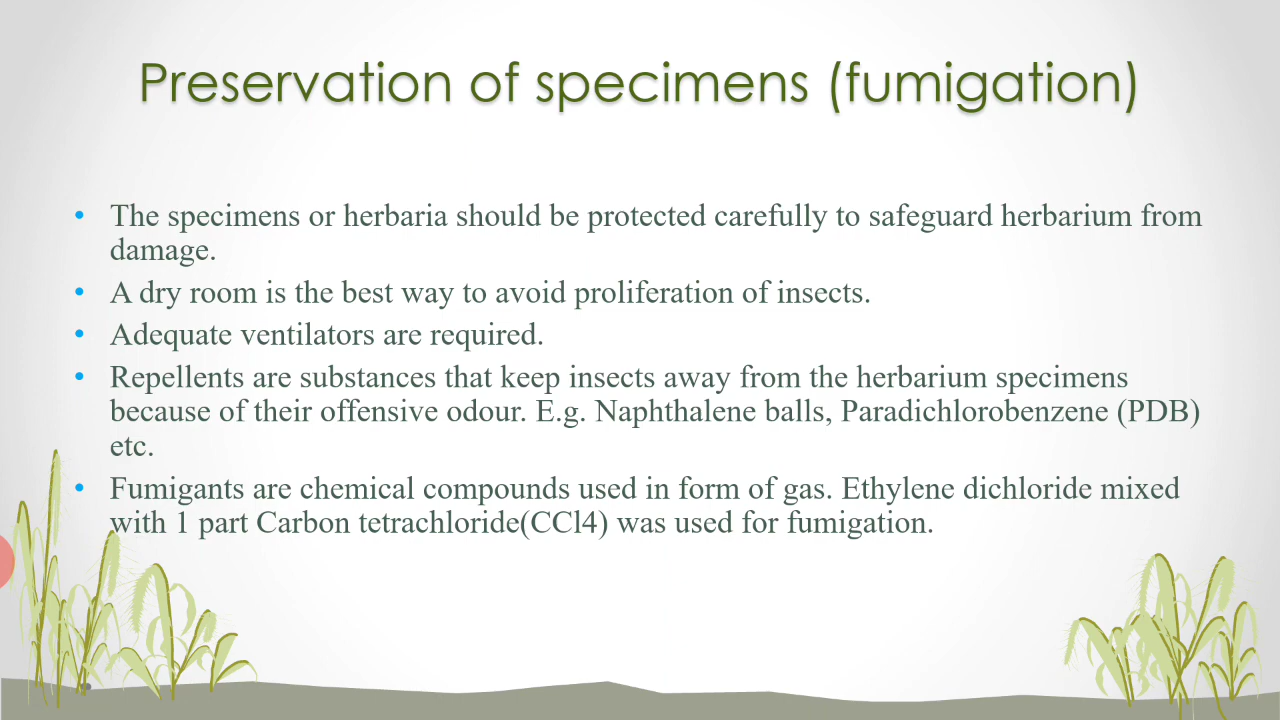 Preservation of specimens (fumigation)
• The specimens or herbaria should be protected carefully to safeguard herbarium from
damage.
• A dry room is the best way to avoid proliferation of insects.
• Adequate ventilators are required.
• Repellents are substances that keep insects away from the herbarium specimens
because of their offensive odour. E.g. Naphthalene balls, Paradichlorobenzene (PDB)
etc.
• Fumigants are chemical compounds used in form of gas. Ethylene dichloride mixed
with 1 part Carbon tetrachloride(CCl4) was used for fumigation.